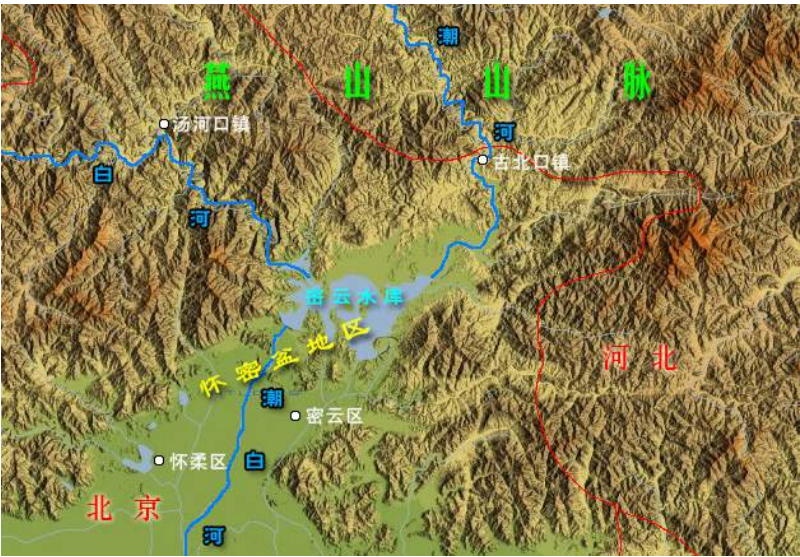 潮河
燕山山脉
汤河口镇
古北口镇
白河
密云水库
怀密盆地区
河北
潮白河
密云区
怀柔区
北京